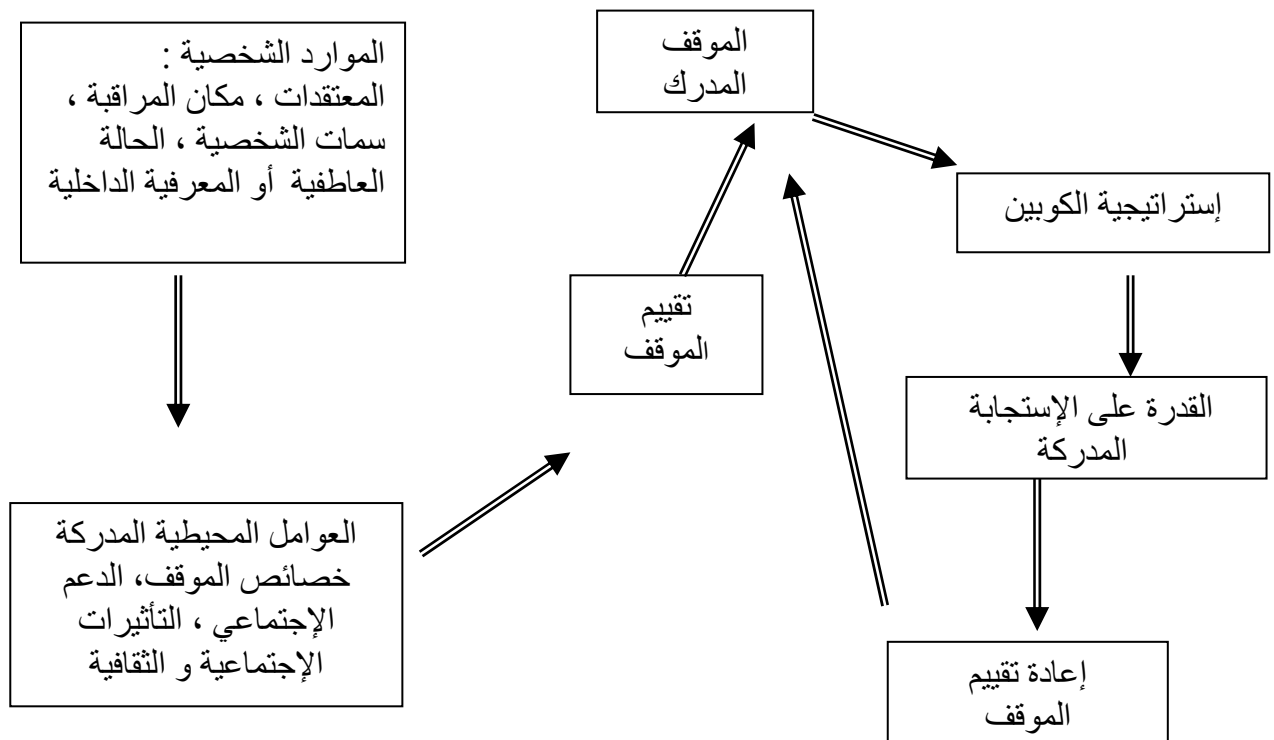 الموارد الشخصية :
المعتقدات ، مكان المراقبة ،
سمات الشخصية ، الحالة
العاطفية أو المعرفية الداخلية
العوامل المحيطية المدركة
خصائص الموقف، الدعم
الإجتماعي ، التأثيرات
الإجتماعية و الثقافية
تقييم
الموقف
الموقف
المدرك
إستراتيجية الكوبين
القدرة على الإستجابة
المدركة
إعادة تقييم
الموقف